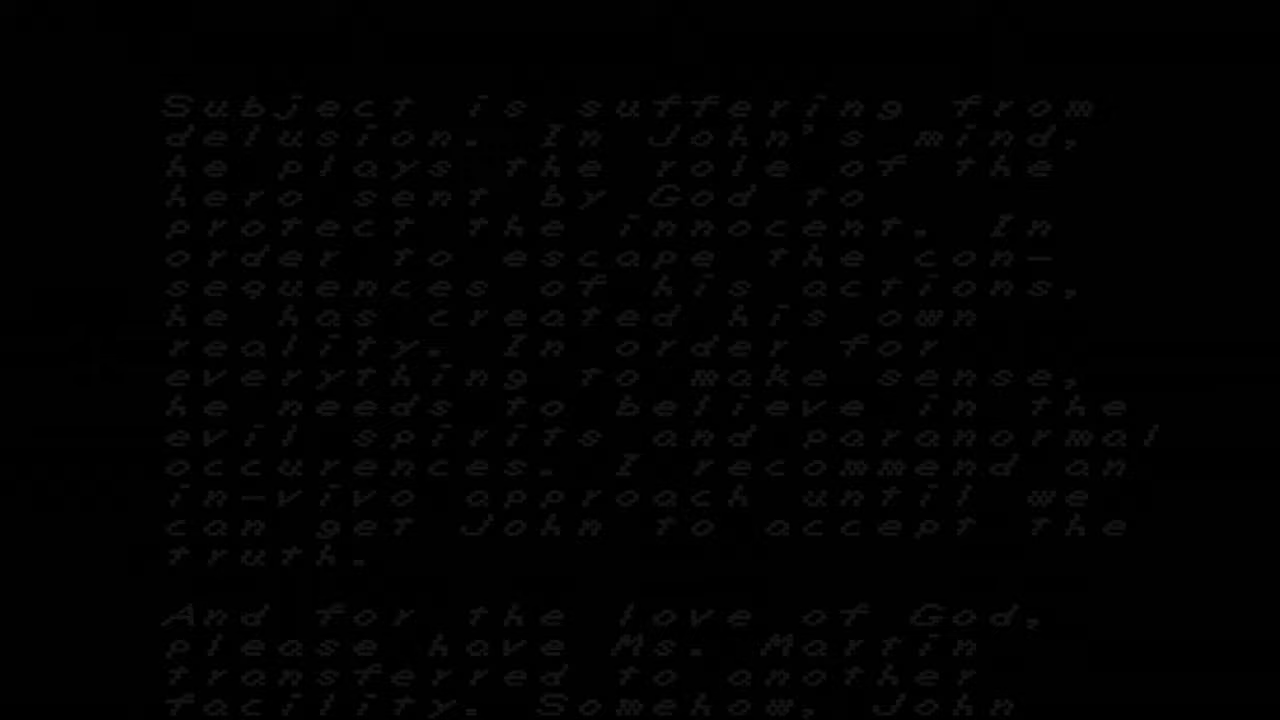 Subject is suffering from
delusion. In John's mind,
he plays the role of the
hero sent by God to
protect the innocent. In
order to escape the con-
sequences of his actions,
he has created his own
reality. In order for
everything to make sense,
he needs to believe in the
evil spirits and paranormal
occurences. I recommend an
in-vivo approach until we
can get John to accept the
truth.
And for the love of God,
please have Ms. Martin
transferred to another
facility. Somehow, John